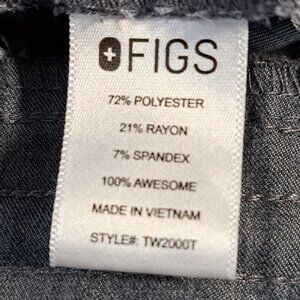 FIGS
72% POLYESTER
21% RAYON
7% SPANDEX
100% AWESOME
MADE IN VIETNAM
STYLE#: TW2000T